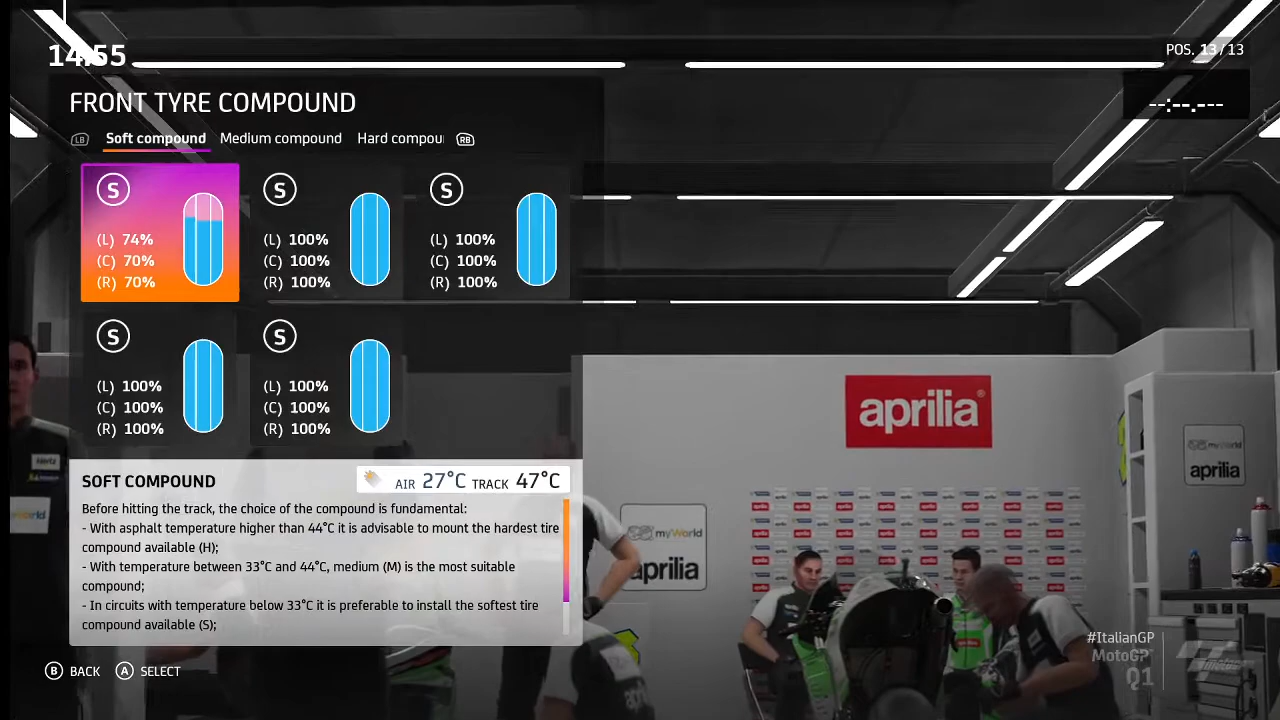 14:55
POS. 13/13
--:--.---
FRONT TYRE COMPOUND
LB Soft compound Medium compound Hard compou RB
S
(L) 74%
(C) 70%
(R) 70%
S
(L) 100%
(C) 100%
(R) 100%
S
(L) 100%
(C) 100%
(R) 100%
S
(L) 100%
(C) 100%
(R) 100%
S
(L) 100%
(C) 100%
(R) 100%
SOFT COMPOUND
AIR 27°C TRACK 47°C
Before hitting the track, the choice of the compound is fundamental:
- With asphalt temperature higher than 44°C it is advisable to mount the hardest tire
compound available (H);
- With temperature between 33°C and 44°C, medium (M) is the most suitable
compound;
- In circuits with temperature below 33°C it is preferable to install the softest tire
compound available (S);
B BACK A SELECT
aprilia®
myWorld
aprilia
myWorld
aprilia
Hertz
#ItalianGP
MotoGP™
Q1